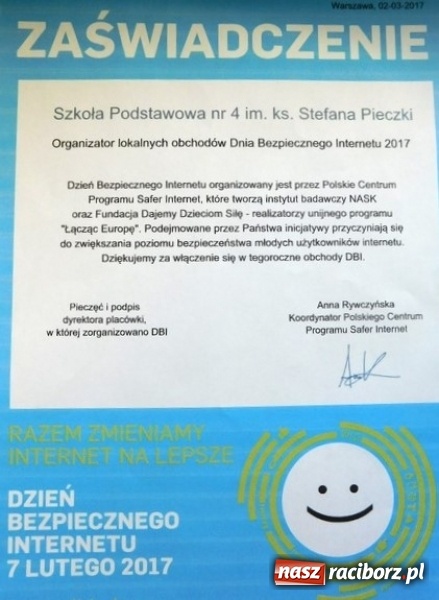 Warszawa, 02-03-2017
ZAŚWIADCZENIE
Szkoła Podstawowa nr 4 im. ks. Stefana Pieczki
Organizator lokalnych obchodów Dnia Bezpiecznego Internetu 2017
Dzień Bezpiecznego Internetu organizowany jest przez Polskie Centrum
Programu Safer Internet, które tworzą instytut badawczy NASK
oraz Fundacja Dajemy Dzieciom Siłę - realizatorzy unijnego programu
"Łącząc Europę". Podejmowane przez Państwa inicjatywy przyczyniają się
do zwiększania poziomu bezpieczeństwa młodych użytkowników internetu.
Dziękujemy za włączenie się w tegoroczne obchody DBI.
Pieczęć i podpis
dyrektora placówki,
w której zorganizowano DBI
Anna Rywczyńska
Koordynator Polskiego Centrum
Programu Safer Internet
RAZEM ZMIENIAMY
INTERNET NA LEPSZE
DZIEŃ
BEZPIECZNEGO
INTERNETU
7 LUTEGO 2017
nasz raciborz.pl